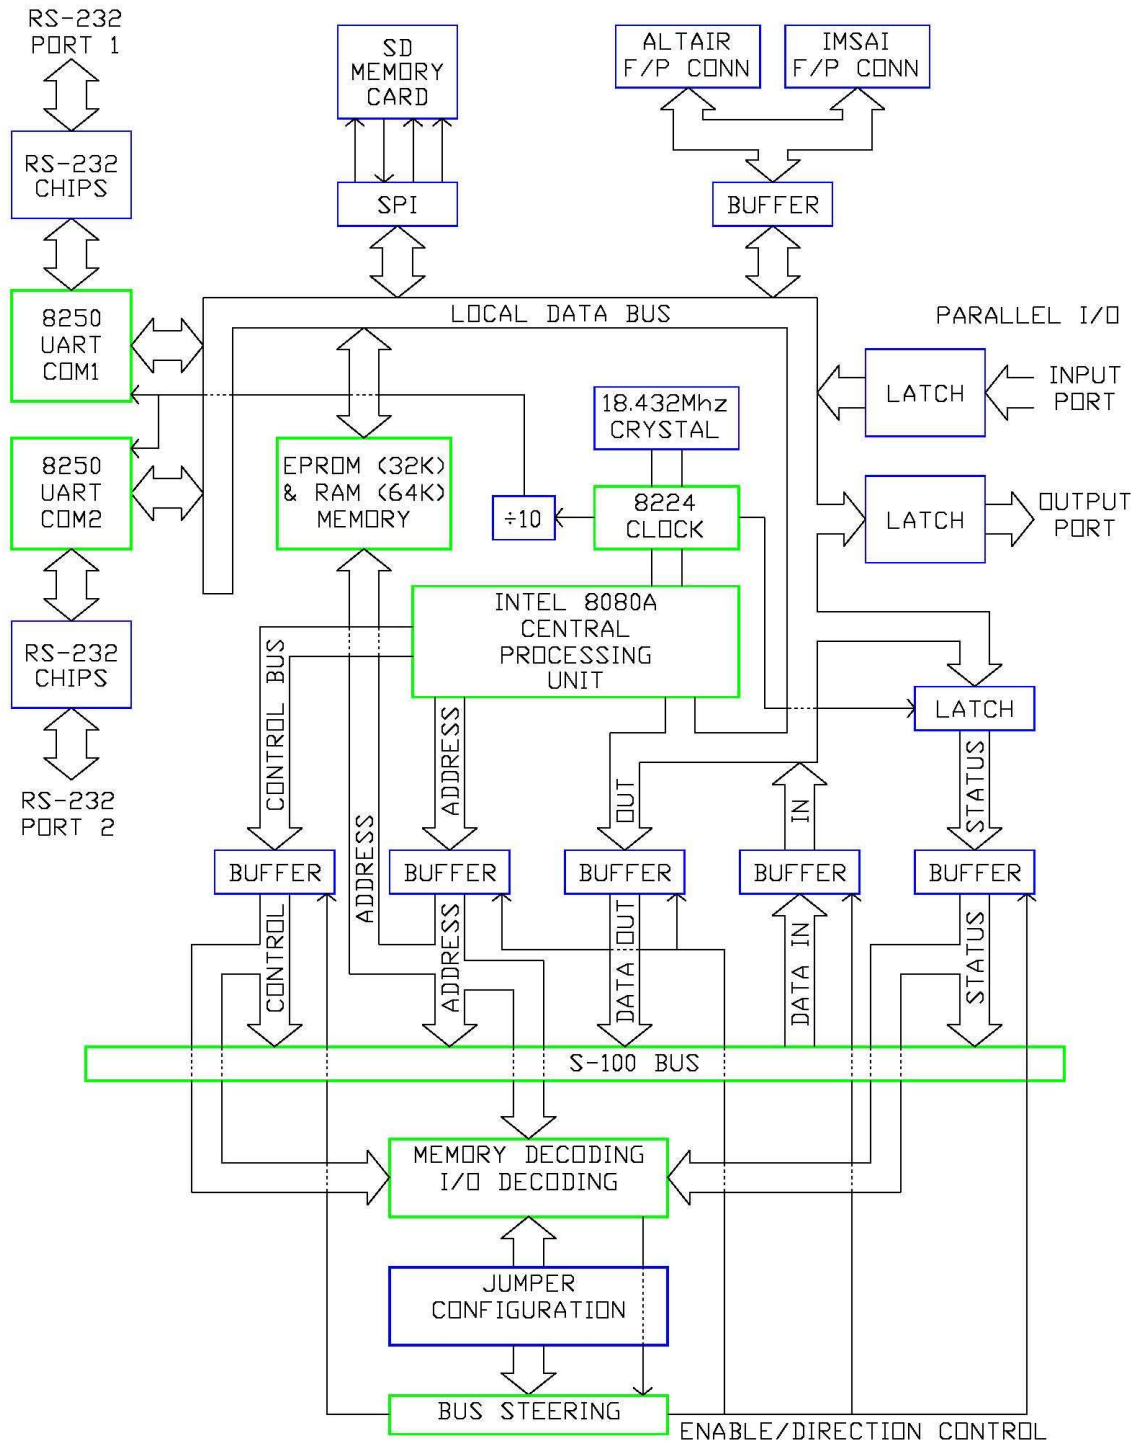 RS-232
PORT 1
SD
MEMORY
CARD
ALTAIR
F/P CONN
IMSAI
F/P CONN
RS-232
CHIPS
SPI
BUFFER
8250
UART
COM1
LOCAL DATA BUS
PARALLEL I/O
LATCH
INPUT
PORT
18.432Mhz
CRYSTAL
8250
UART
COM2
EPROM (32K)
& RAM (64K)
MEMORY
÷10
8224
CLOCK
LATCH
OUTPUT
PORT
INTEL 8080A
CENTRAL
PROCESSING
UNIT
RS-232
CHIPS
LATCH
RS-232
PORT 2
CONTROL BUS
ADDRESS
ADDRESS
OUT
IN
STATUS
BUFFER
BUFFER
BUFFER
BUFFER
BUFFER
CONTROL
ADDRESS
DATA OUT
DATA IN
STATUS
S-100 BUS
MEMORY DECODING
I/O DECODING
JUMPER
CONFIGURATION
BUS STEERING
ENABLE/DIRECTION CONTROL